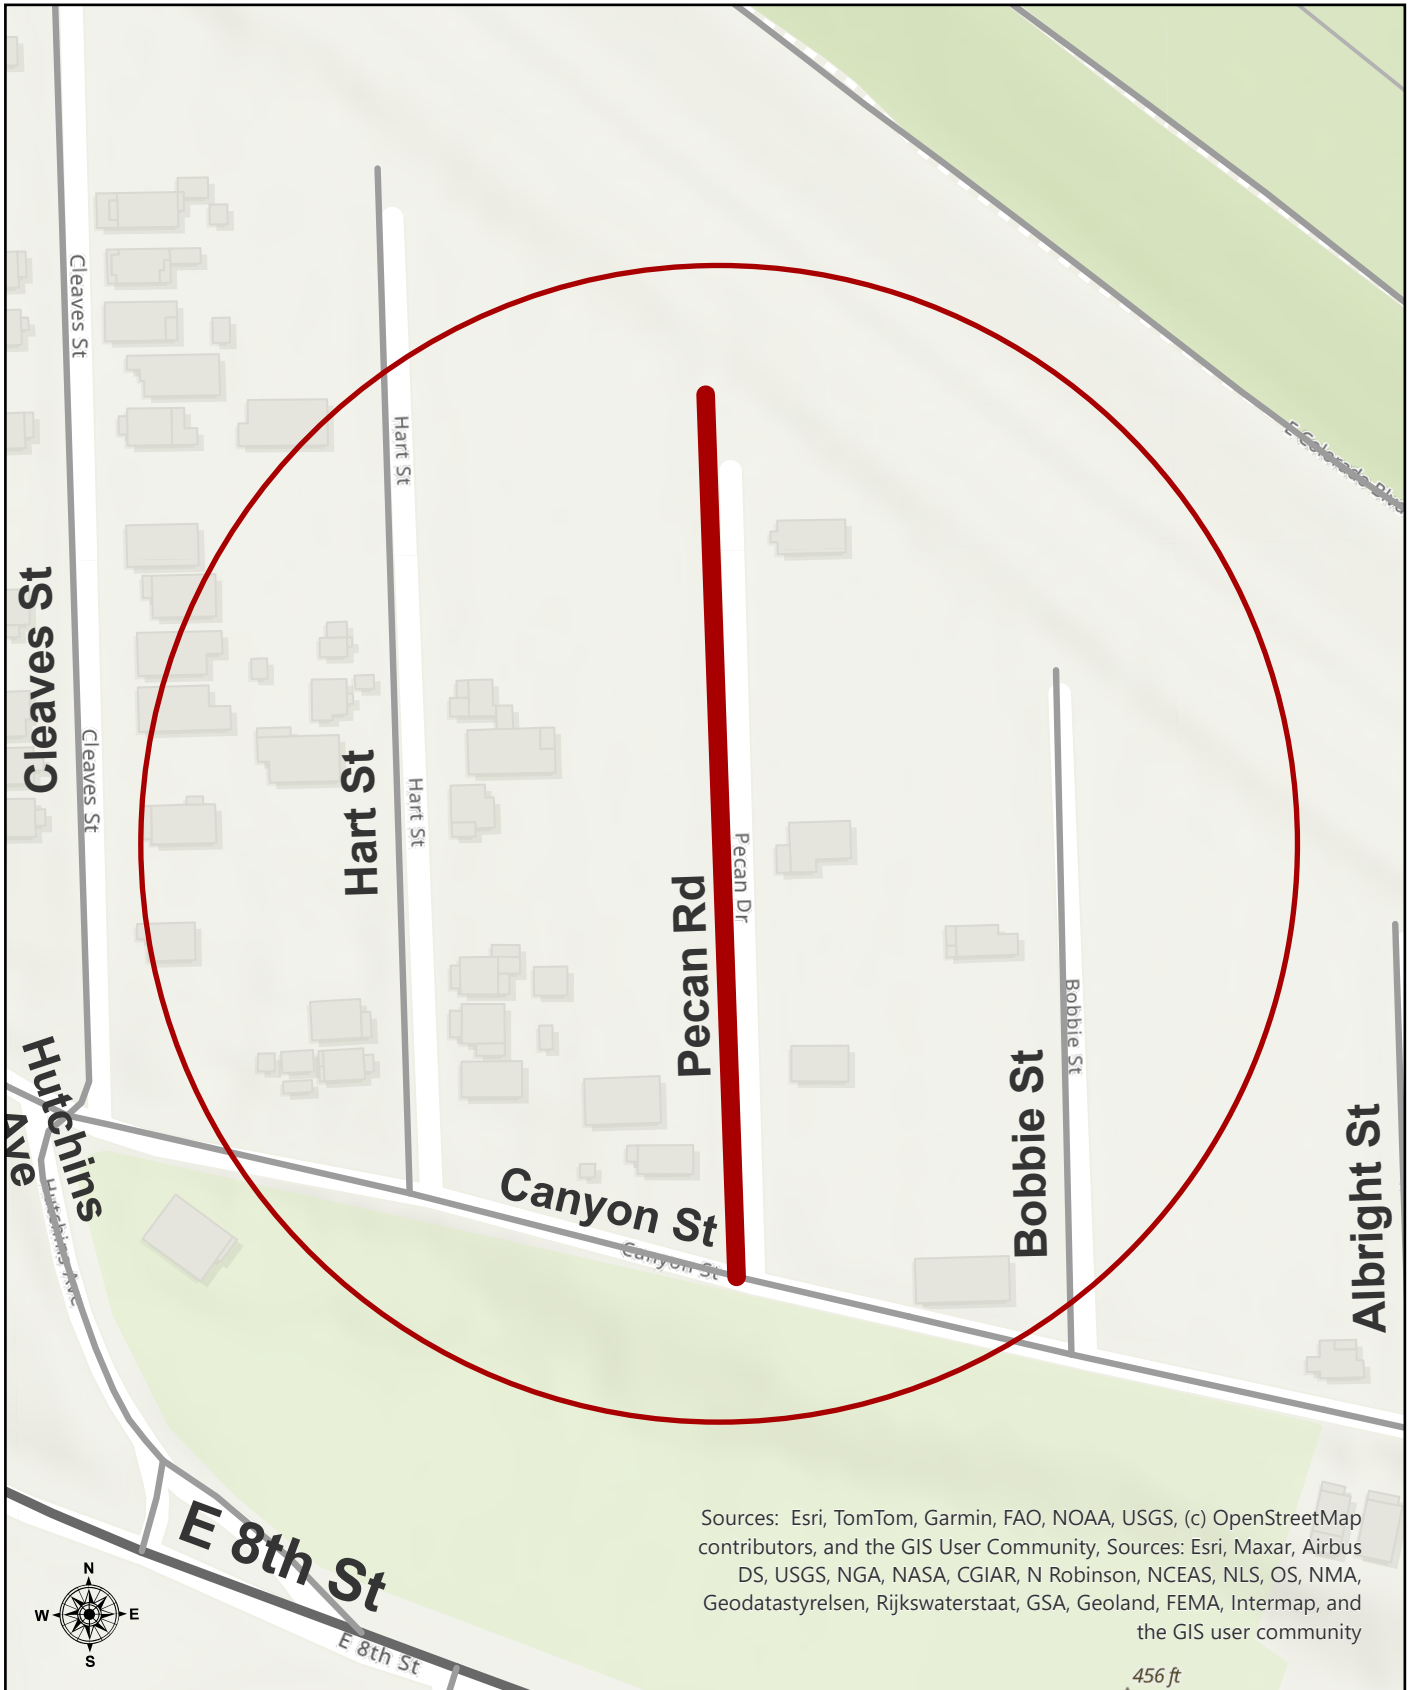 Cleaves St
Hart St
E Colorado Blvd
Cleaves St
Cleaves St
Hart St
Hart St
Pecan Dr
Pecan Rd
Bobbie St
Bobbie St
Albright St
Hutchins
Ave
Hutchins Ave
Canyon St
Canyon St
E 8th St
E 8th St
N
W
E
S
Sources: Esri, TomTom, Garmin, FAO, NOAA, USGS, (c) OpenStreetMap
contributors, and the GIS User Community, Sources: Esri, Maxar, Airbus
DS, USGS, NGA, NASA, CGIAR, N Robinson, NCEAS, NLS, OS, NMA,
Geodatastyrelsen, Rijkswaterstaat, GSA, Geoland, FEMA, Intermap, and
the GIS user community
456 ft